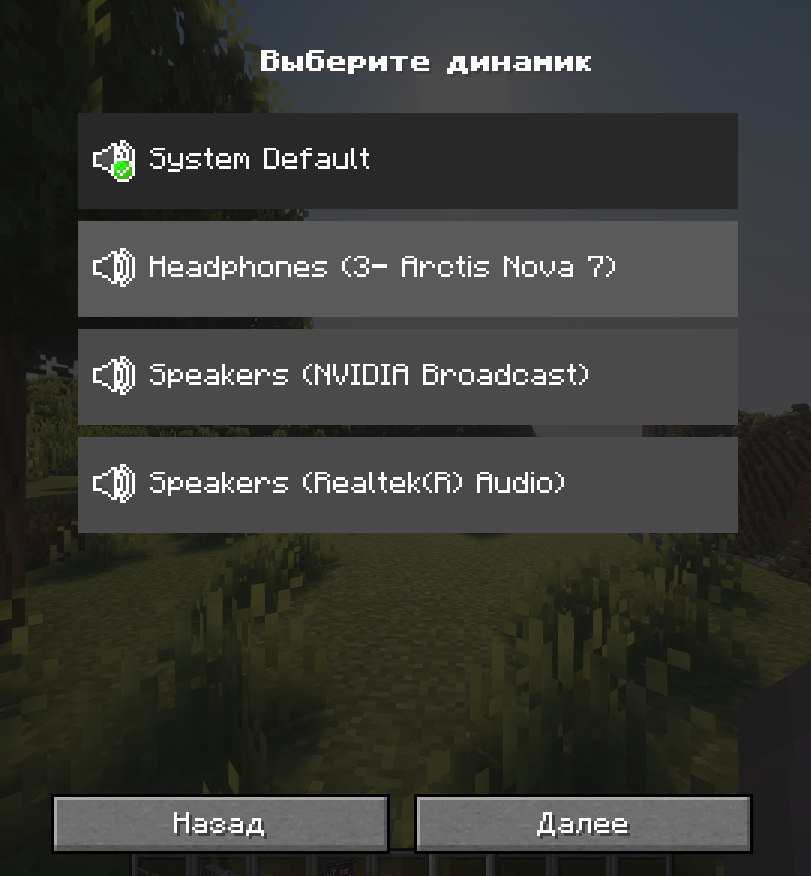 Выберите динамик
System Default
Headphones (3- Arctis Nova 7)
Speakers (NVIDIA Broadcast)
Speakers (Realtek(R) Audio)
Назад
Далее